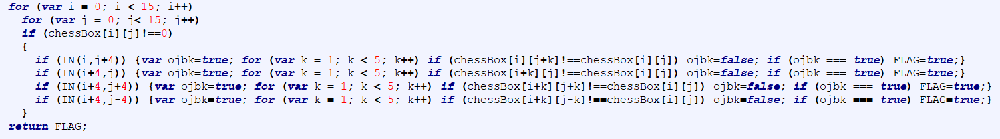 for (var i = 0; i < 15; i++)
for (var j = 0; j< 15; j++)
if (chessBox[i][j]!==0)
{
if (IN(i,j+4)) {var ojbk=true; for (var k = 1; k < 5; k++) if (chessBox[i][j+k]!==chessBox[i][j]) ojbk=false; if (ojbk === true) FLAG=true;}
if (IN(i+4,j)) {var ojbk=true; for (var k = 1; k < 5; k++) if (chessBox[i+k][j]!==chessBox[i][j]) ojbk=false; if (ojbk === true) FLAG=true;}
if (IN(i+4,j+4)) {var ojbk=true; for (var k = 1; k < 5; k++) if (chessBox[i+k][j+k]!==chessBox[i][j]) ojbk=false; if (ojbk === true) FLAG=true;}
if (IN(i+4,j-4)) {var ojbk=true; for (var k = 1; k < 5; k++) if (chessBox[i+k][j-k]!==chessBox[i][j]) ojbk=false; if (ojbk === true) FLAG=true;}
}
return FLAG;